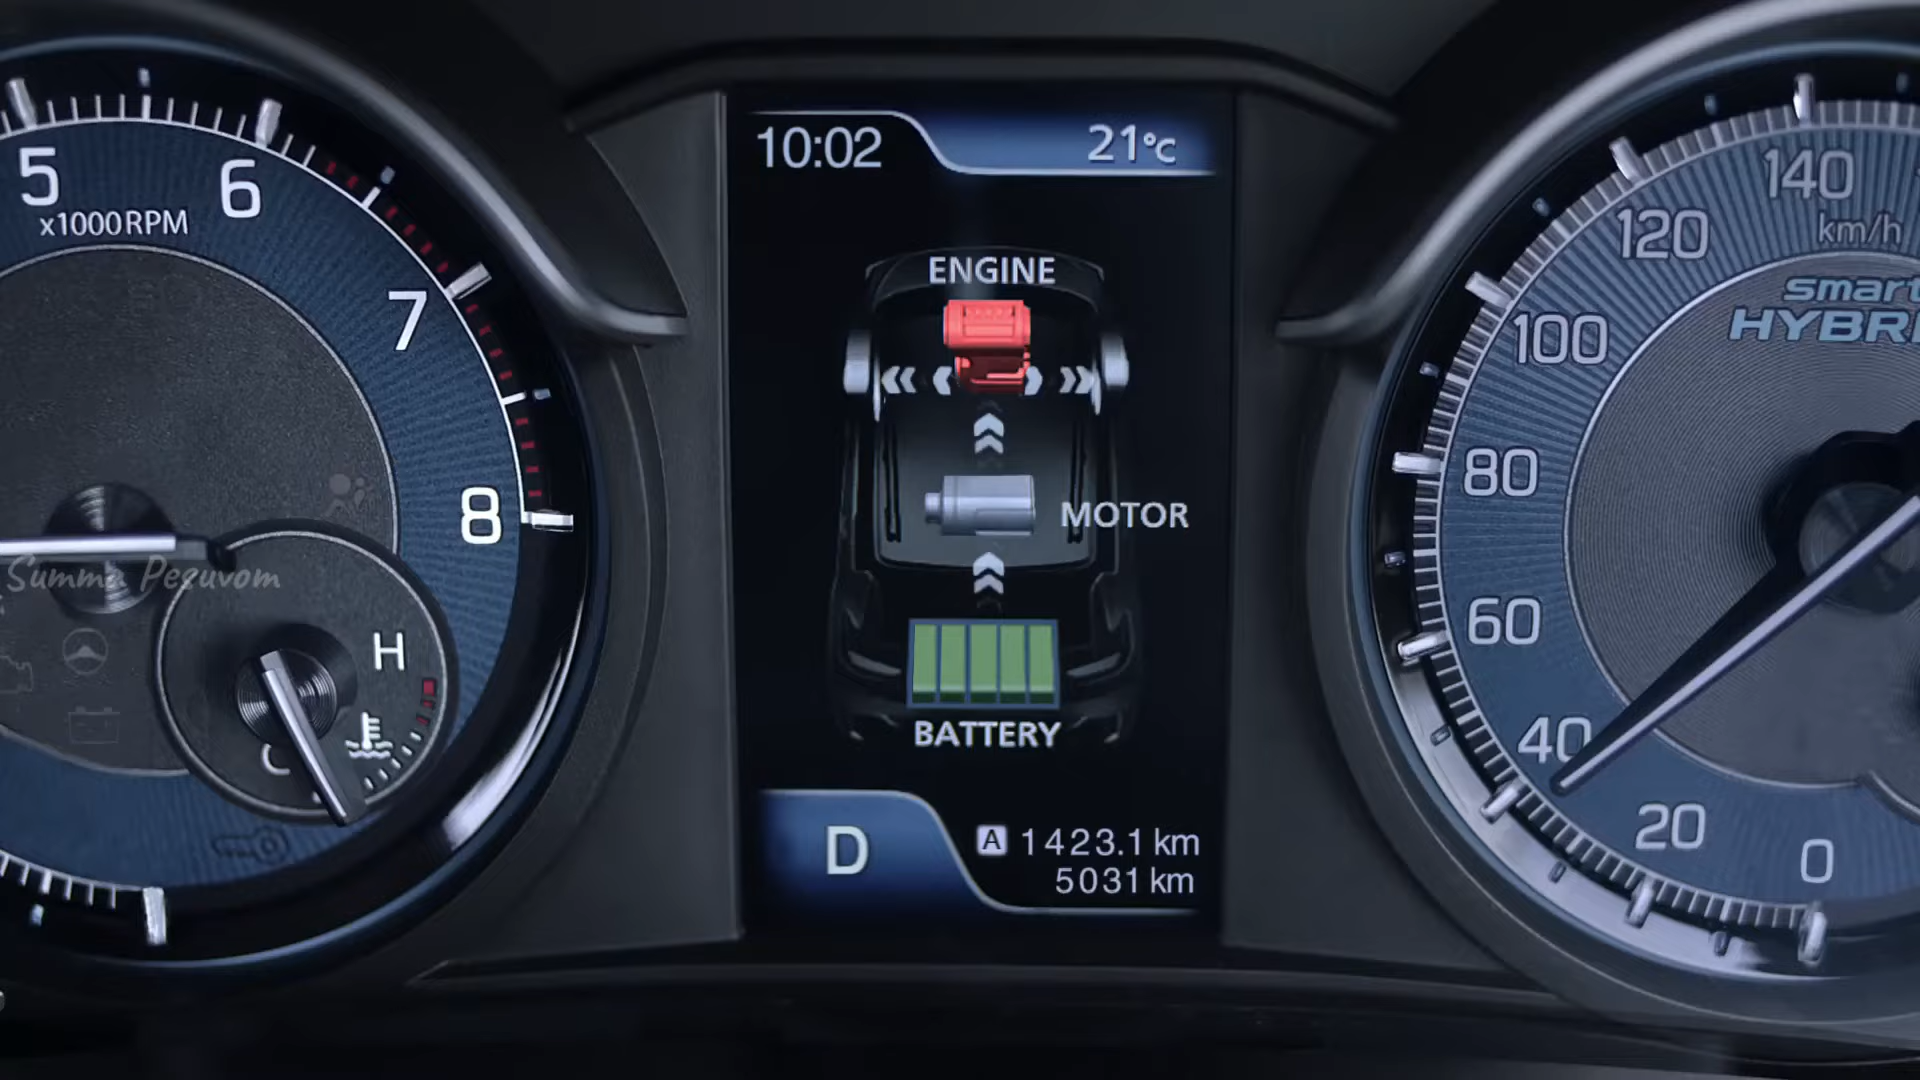 5
6
x1000RPM
7
8
H
C
Summa Pesuvom
10:02
21°C
ENGINE
MOTOR
BATTERY
D
A 1423.1 km
5031 km
140
km/h
120
smart
HYBRI
100
80
60
40
20
0